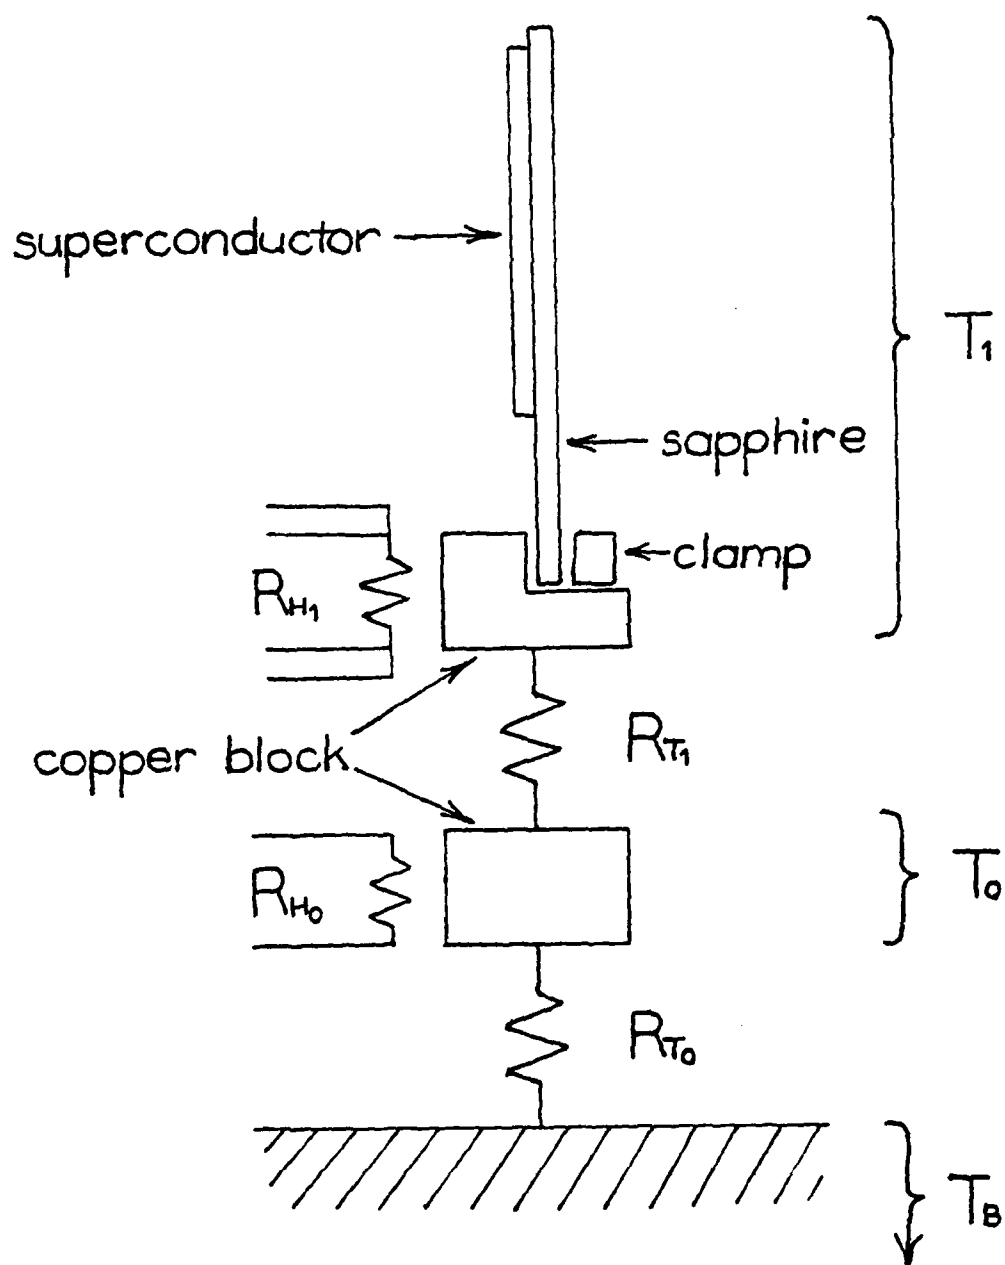 superconductor
T1
sapphire
clamp
RH1
RT1
copper block
T0
RH0
RT0
TB